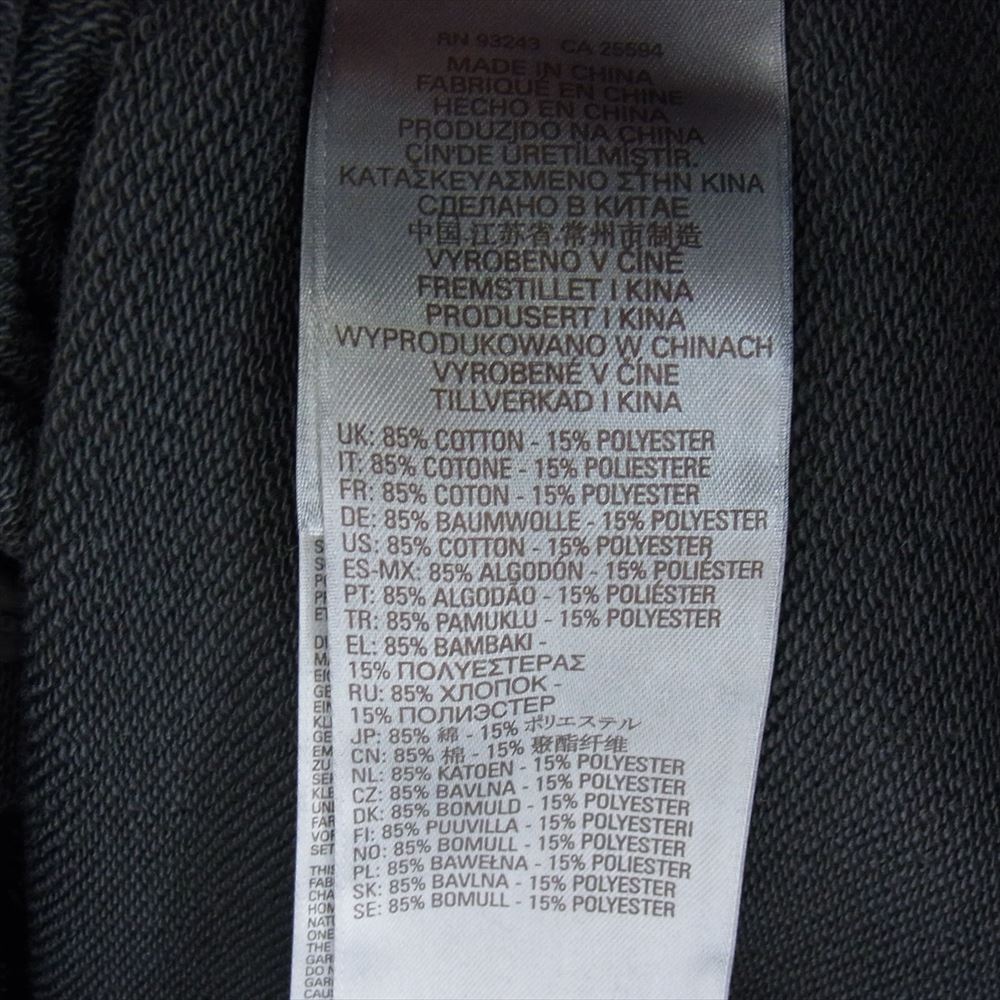 RN 93243 CA 25594
MADE IN CHINA
FABRIQUÉ EN CHINE
HECHO EN CHINA
PRODUZIDO NA CHINA
ÇİN'DE ÜRETİLMİŞTİR.
ΚΑΤΑΣΚΕΥΑΣΜΕΝΟ ΣΤΗΝ ΚΙΝΑ
СДЕЛАНО В КИТАЕ
中国.江苏省.常州市制造
VYROBENO V ČÍNĚ
FREMSTILLET I KINA
PRODUSERT I KINA
WYPRODUKOWANO W CHINACH
VYROBENÉ V ČÍNE
TILLVERKAD I KINA
UK: 85% COTTON - 15% POLYESTER
IT: 85% COTONE - 15% POLIESTERE
FR: 85% COTON - 15% POLYESTER
DE: 85% BAUMWOLLE - 15% POLYESTER
US: 85% COTTON - 15% POLYESTER
ES-MX: 85% ALGODÓN - 15% POLIÉSTER
PT: 85% ALGODÃO - 15% POLIÉSTER
TR: 85% PAMUKLU - 15% POLYESTER
EL: 85% ΒΑΜΒΑΚΙ -
15% ΠΟΛΥΕΣΤΕΡΑΣ
RU: 85% ХЛОПОК -
15% ПОЛИЭСТЕР
JP: 85% 綿 - 15% ポリエステル
CN: 85% 棉 - 15% 聚酯纤维
NL: 85% KATOEN - 15% POLYESTER
CZ: 85% BAVLNA - 15% POLYESTER
DK: 85% BOMULD - 15% POLYESTER
FI: 85% PUUVILLA - 15% POLYESTERI
NO: 85% BOMULL - 15% POLYESTER
PL: 85% BAWEŁNA - 15% POLIESTER
SK: 85% BAVLNA - 15% POLYESTER
SE: 85% BOMULL - 15% POLYESTER